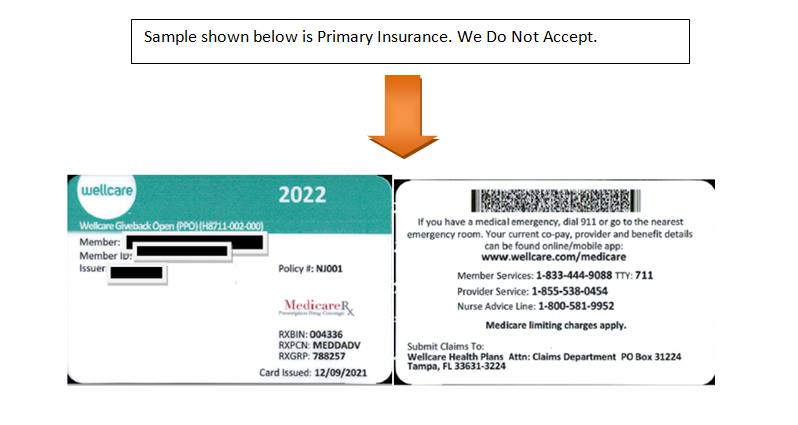 Sample shown below is Primary Insurance. We Do Not Accept.
wellcare
2022
Wellcare Giveback Open (PPO) (H8711-002-000)
Member:
Member ID:
Issuer
Policy #: NJ001
MedicareRx
Prescription Drug Coverage
RXBIN: 004336
RXPCN: MEDDADV
RXGRP: 788257
Card Issued: 12/09/2021
If you have a medical emergency, dial 911 or go to the nearest
emergency room. Your current co-pay, provider and benefit details
can be found online/mobile app:
www.wellcare.com/medicare
Member Services: 1-833-444-9088 TTY: 711
Provider Service: 1-855-538-0454
Nurse Advice Line: 1-800-581-9952
Medicare limiting charges apply.
Submit Claims To:
Wellcare Health Plans Attn: Claims Department PO Box 31224
Tampa, FL 33631-3224